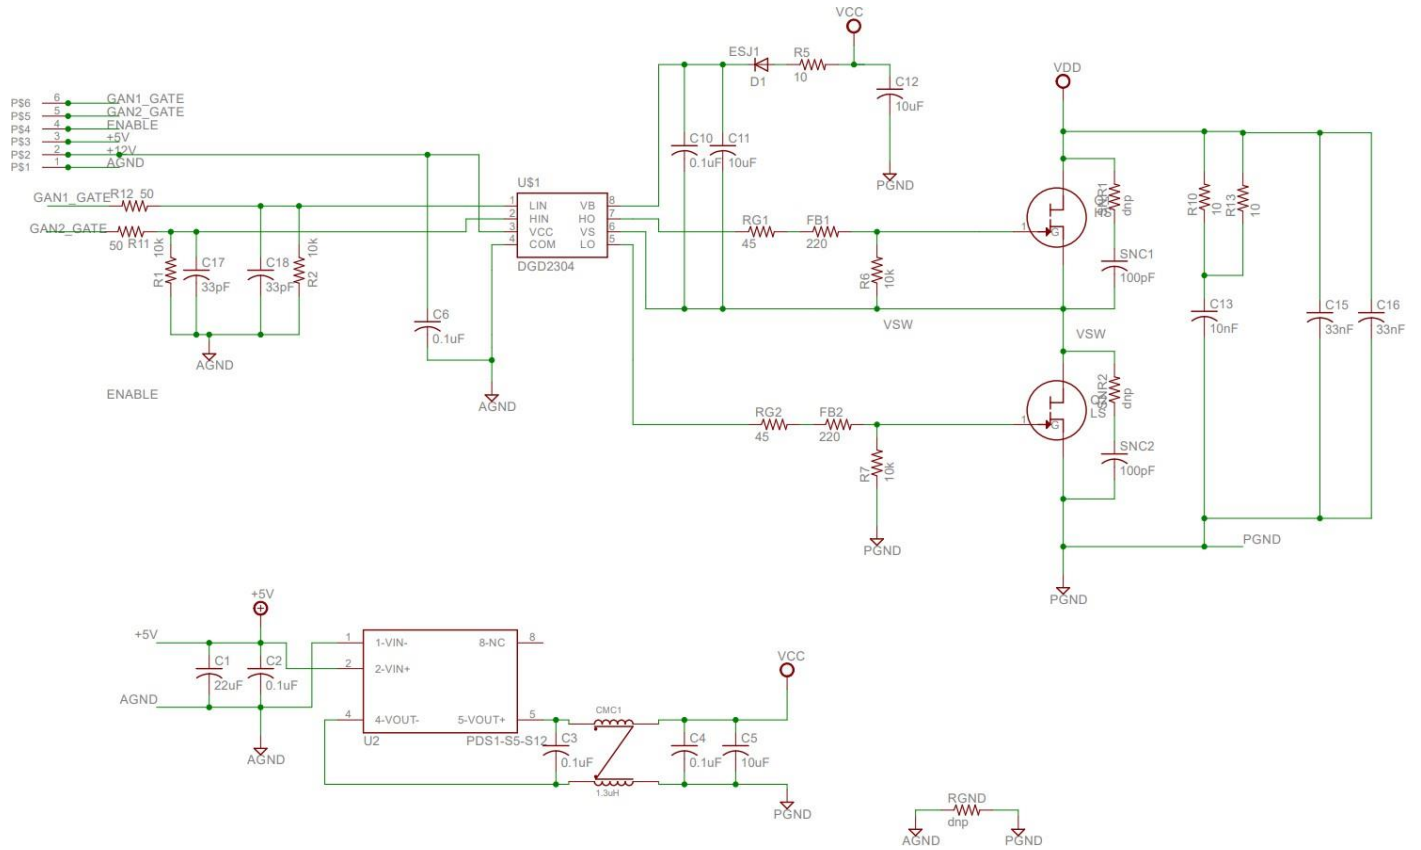 VCC
ESJ1
R5
D1
10
C12
10uF
VDD
P$6 6 GAN1_GATE
P$5 5 GAN2_GATE
P$4 4 ENABLE
P$3 3 +5V
P$2 2 +12V
P$1 1 AGND
C10
0.1uF
C11
10uF
PGND
U$1
GAN1_GATE R12 50
1 LIN VB 8
2 HIN HO 7
3 VCC VS 6
4 COM LO 5
DGD2304
GAN2_GATE
50 R11
10k
R1
C17
33pF
C18
33pF
10k
R2
AGND
RG1
45
FB1
220
R6
10k
1 G
HS
dnp
SNC1
100pF
R10
10
R13
10
C13
10nF
C15
33nF
C16
33nF
C6
0.1uF
VSW
VSW
ENABLE
AGND
RG2
45
FB2
220
R7
10k
1 G
LS
dnp
SNC2
100pF
PGND
PGND
PGND
+5V
+5V
C1
22uF
C2
0.1uF
AGND
AGND
1 1-VIN- 8-NC 8
2 2-VIN+
4 4-VOUT- 5-VOUT+ 5
U2 PDS1-S5-S12
C3
0.1uF
CMC1
1.3uH
C4
0.1uF
C5
10uF
VCC
PGND
RGND
dnp
AGND PGND